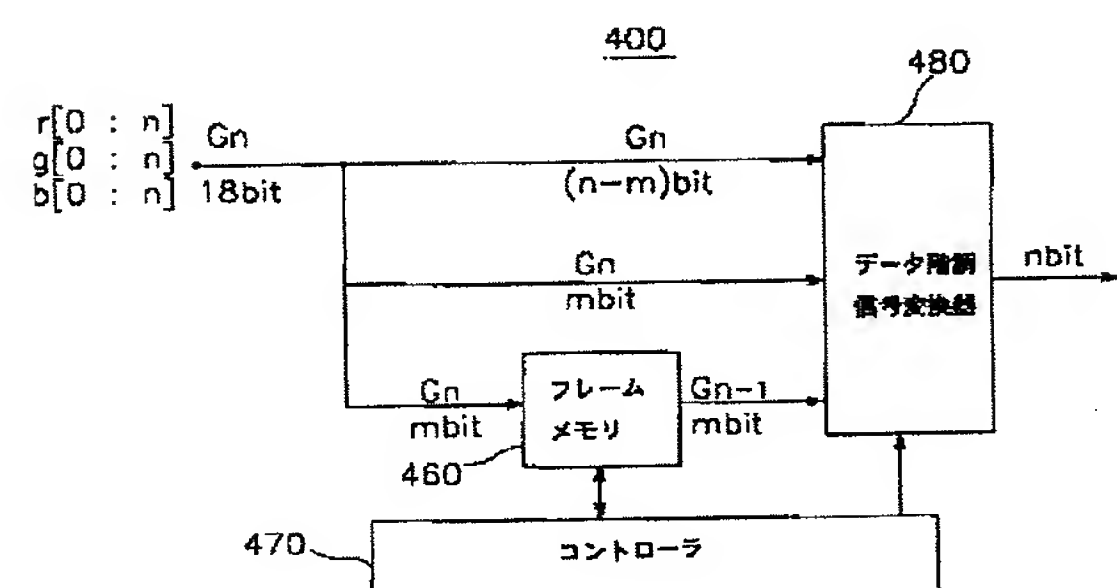 400
480
r[0 : n]
g[0 : n]
b[0 : n]
Gn
18bit
Gn
(n-m)bit
Gn
mbit
データ階調
信号変換器
nbit
Gn
mbit
フレーム
メモリ
Gn-1
mbit
460
470
コントローラ